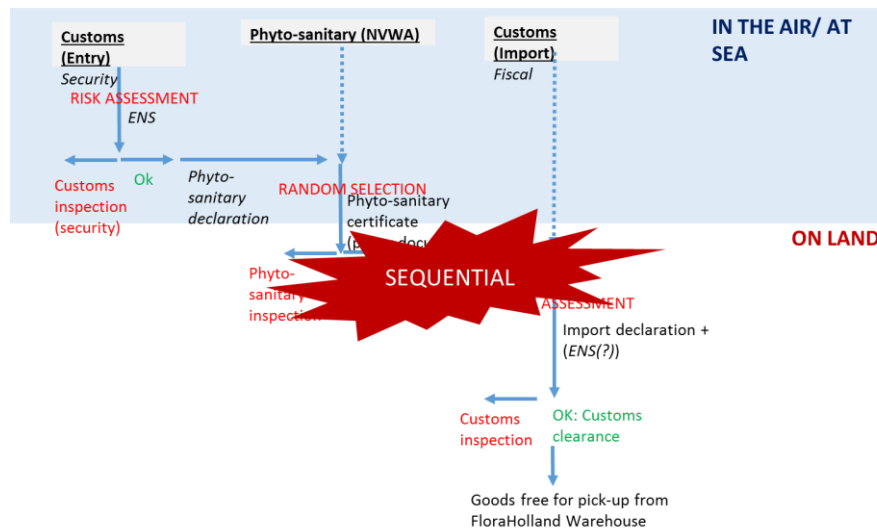 Customs
(Entry)
Security
Phyto-sanitary (NVWA)
Customs
(Import)
Fiscal
IN THE AIR/ AT
SEA
RISK ASSESSMENT
ENS
Ok
Customs
inspection
(security)
Phyto-
sanitary
declaration
RANDOM SELECTION
Phyto-sanitary
certificate
ON LAND
Phyto-
sanitary
inspection
SEQUENTIAL
ASSESSMENT
Import declaration +
(ENS(?))
Customs
inspection
OK: Customs
clearance
Goods free for pick-up from
FloraHolland Warehouse